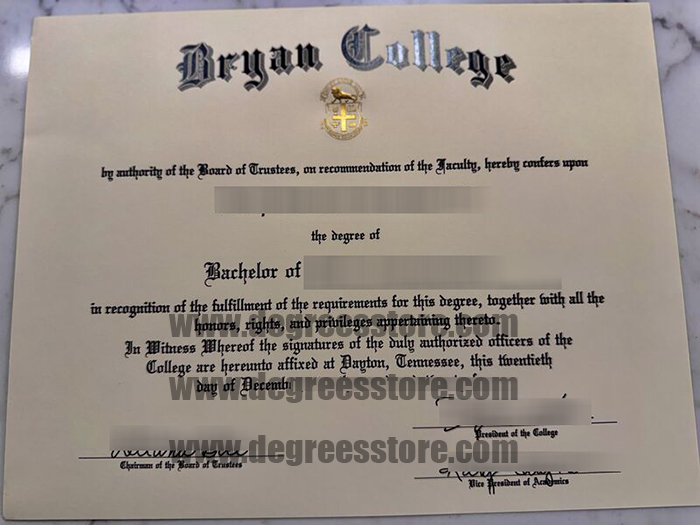 Bryan College
by authority of the Board of Trustees, on recommendation of the Faculty, hereby confers upon
the degree of
Bachelor of
in recognition of the fulfillment of the requirements for this degree, together with all the
www.degreesstore.com
honors, rights, and privileges appertaining thereto.
In Witness Whereof the signatures of the duly authorized officers of the
College are hereunto affixed at Dayton, Tennessee, this twentieth
day of Decemb
www.degreesstore.com
President of the College
www.degreesstore.com
Chairman of the Board of Trustees
Vice President of Academics